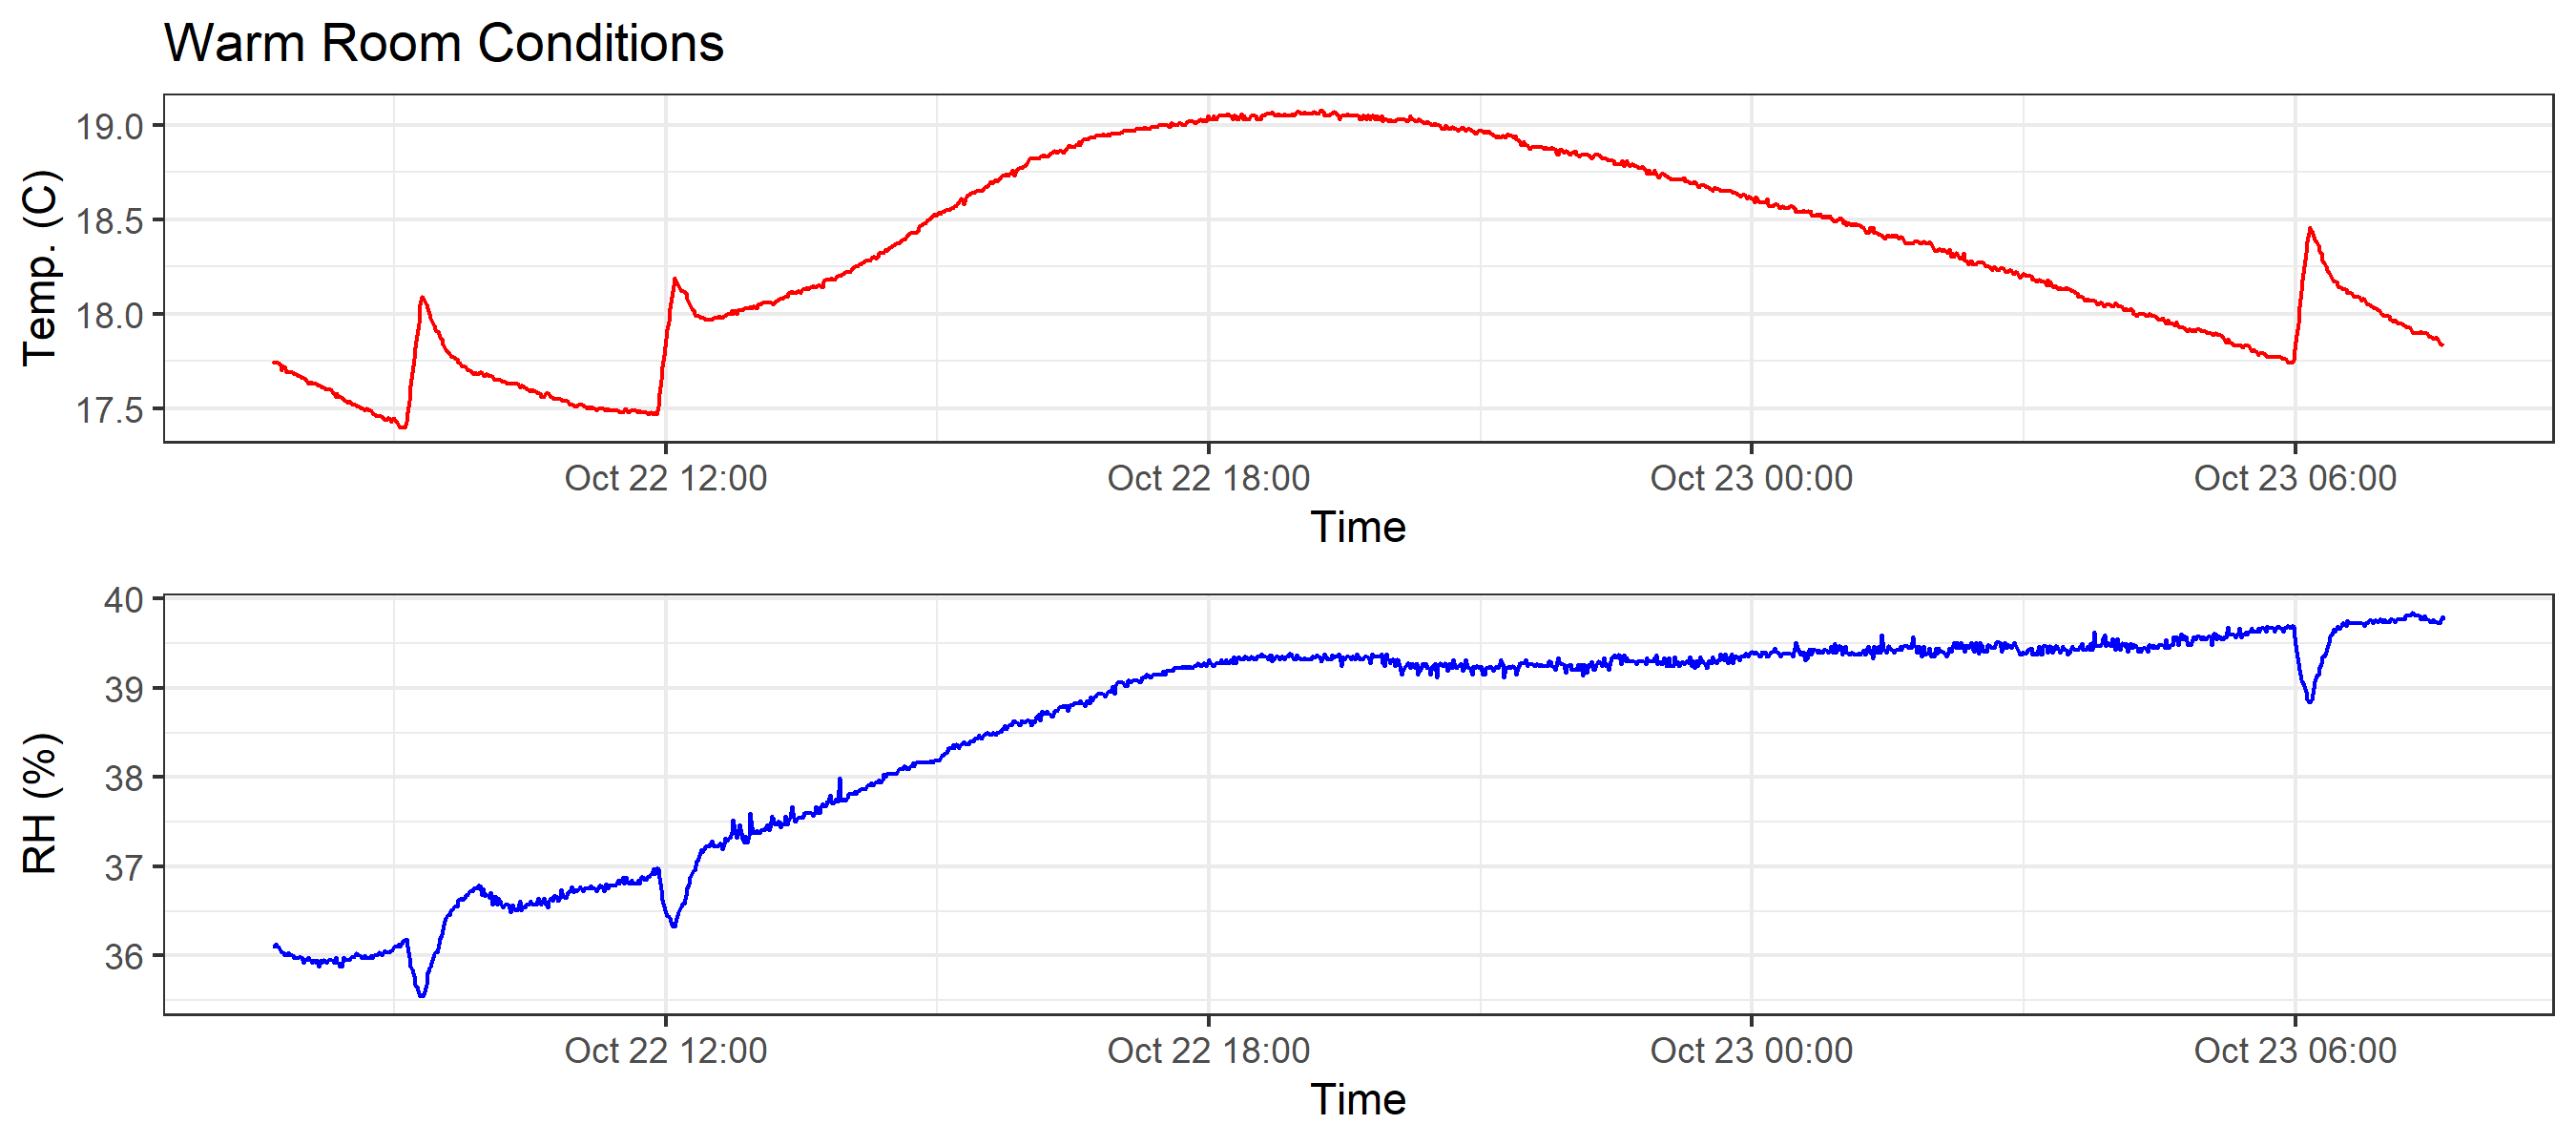 Warm Room Conditions
Temp. (C)
19.0
18.5
18.0
17.5
Oct 22 12:00 Oct 22 18:00 Oct 23 00:00 Oct 23 06:00
Time
RH (%)
40
39
38
37
36
Oct 22 12:00 Oct 22 18:00 Oct 23 00:00 Oct 23 06:00
Time